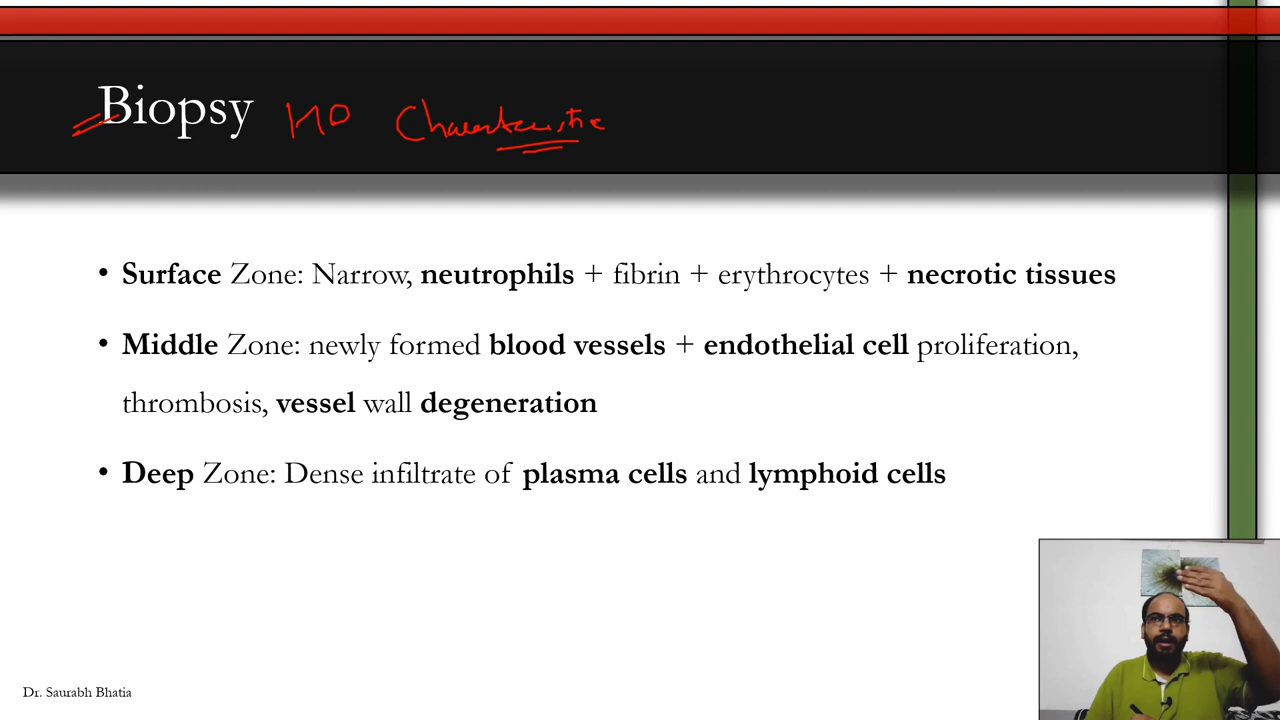 Biopsy Characteristic
• Surface Zone: Narrow, neutrophils + fibrin + erythrocytes + necrotic tissues
• Middle Zone: newly formed blood vessels + endothelial cell proliferation,
thrombosis, vessel wall degeneration
• Deep Zone: Dense infiltrate of plasma cells and lymphoid cells
Dr. Saurabh Bhatia